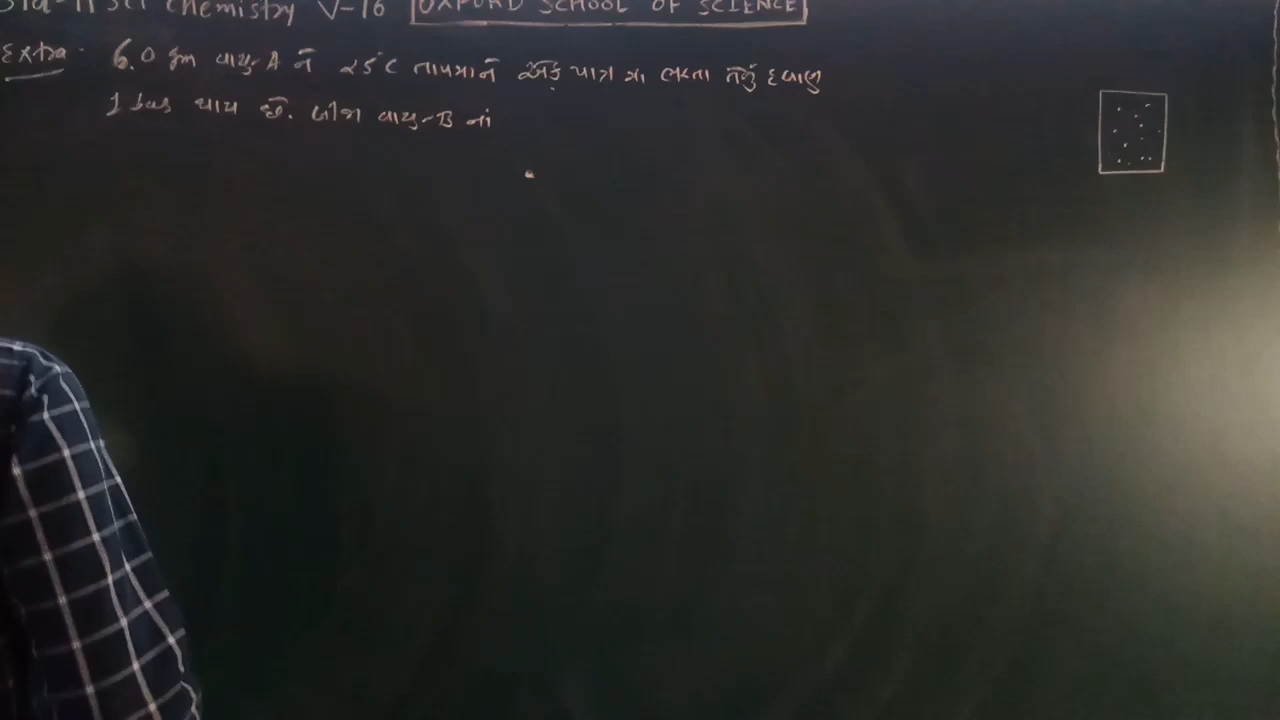 Std-11 Sci Chemistry V-16 OXFORD SCHOOL OF SCIENCE
Extra- 6.0 gm વાયુ-A ને ૨૫°C તાપમાને એક પાત્ર માં ભરતા તેનું દબાણ
1 bar થાય છે. બીજા વાયુ-B નાં